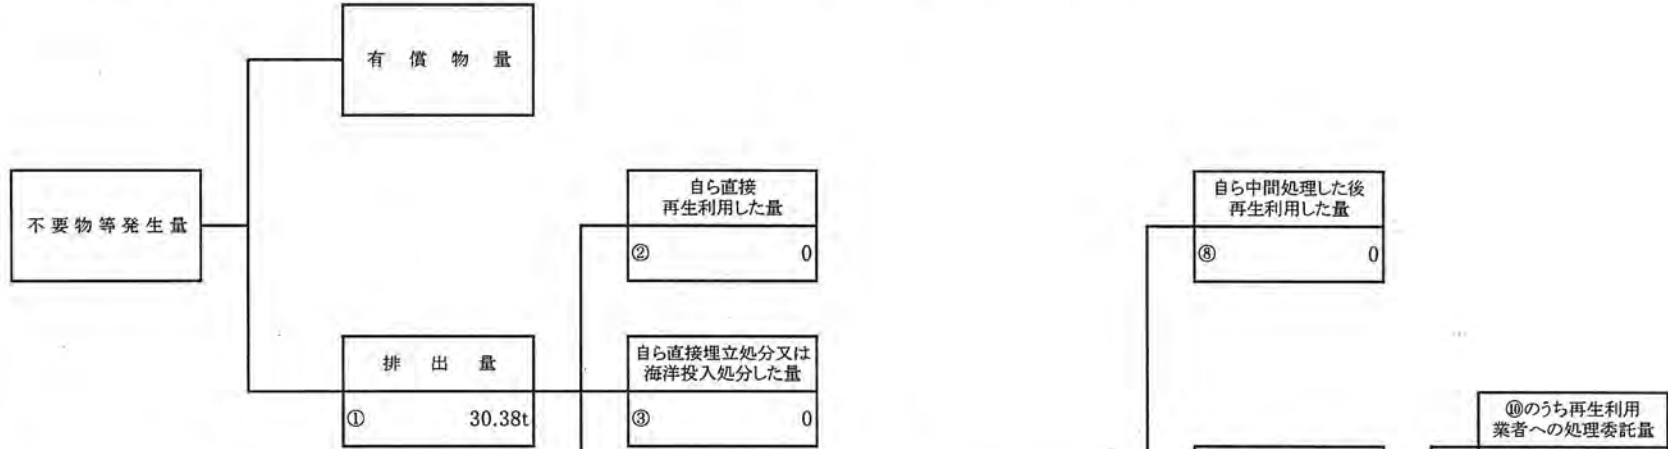 有償物量
不要物等発生量
自ら直接
再生利用した量
② 0
自ら中間処理した後
再生利用した量
⑧ 0
排出量
① 30.38t
自ら直接埋立処分又は
海洋投入処分した量
③ 0
⑩のうち再生利用
業者への処理委託量